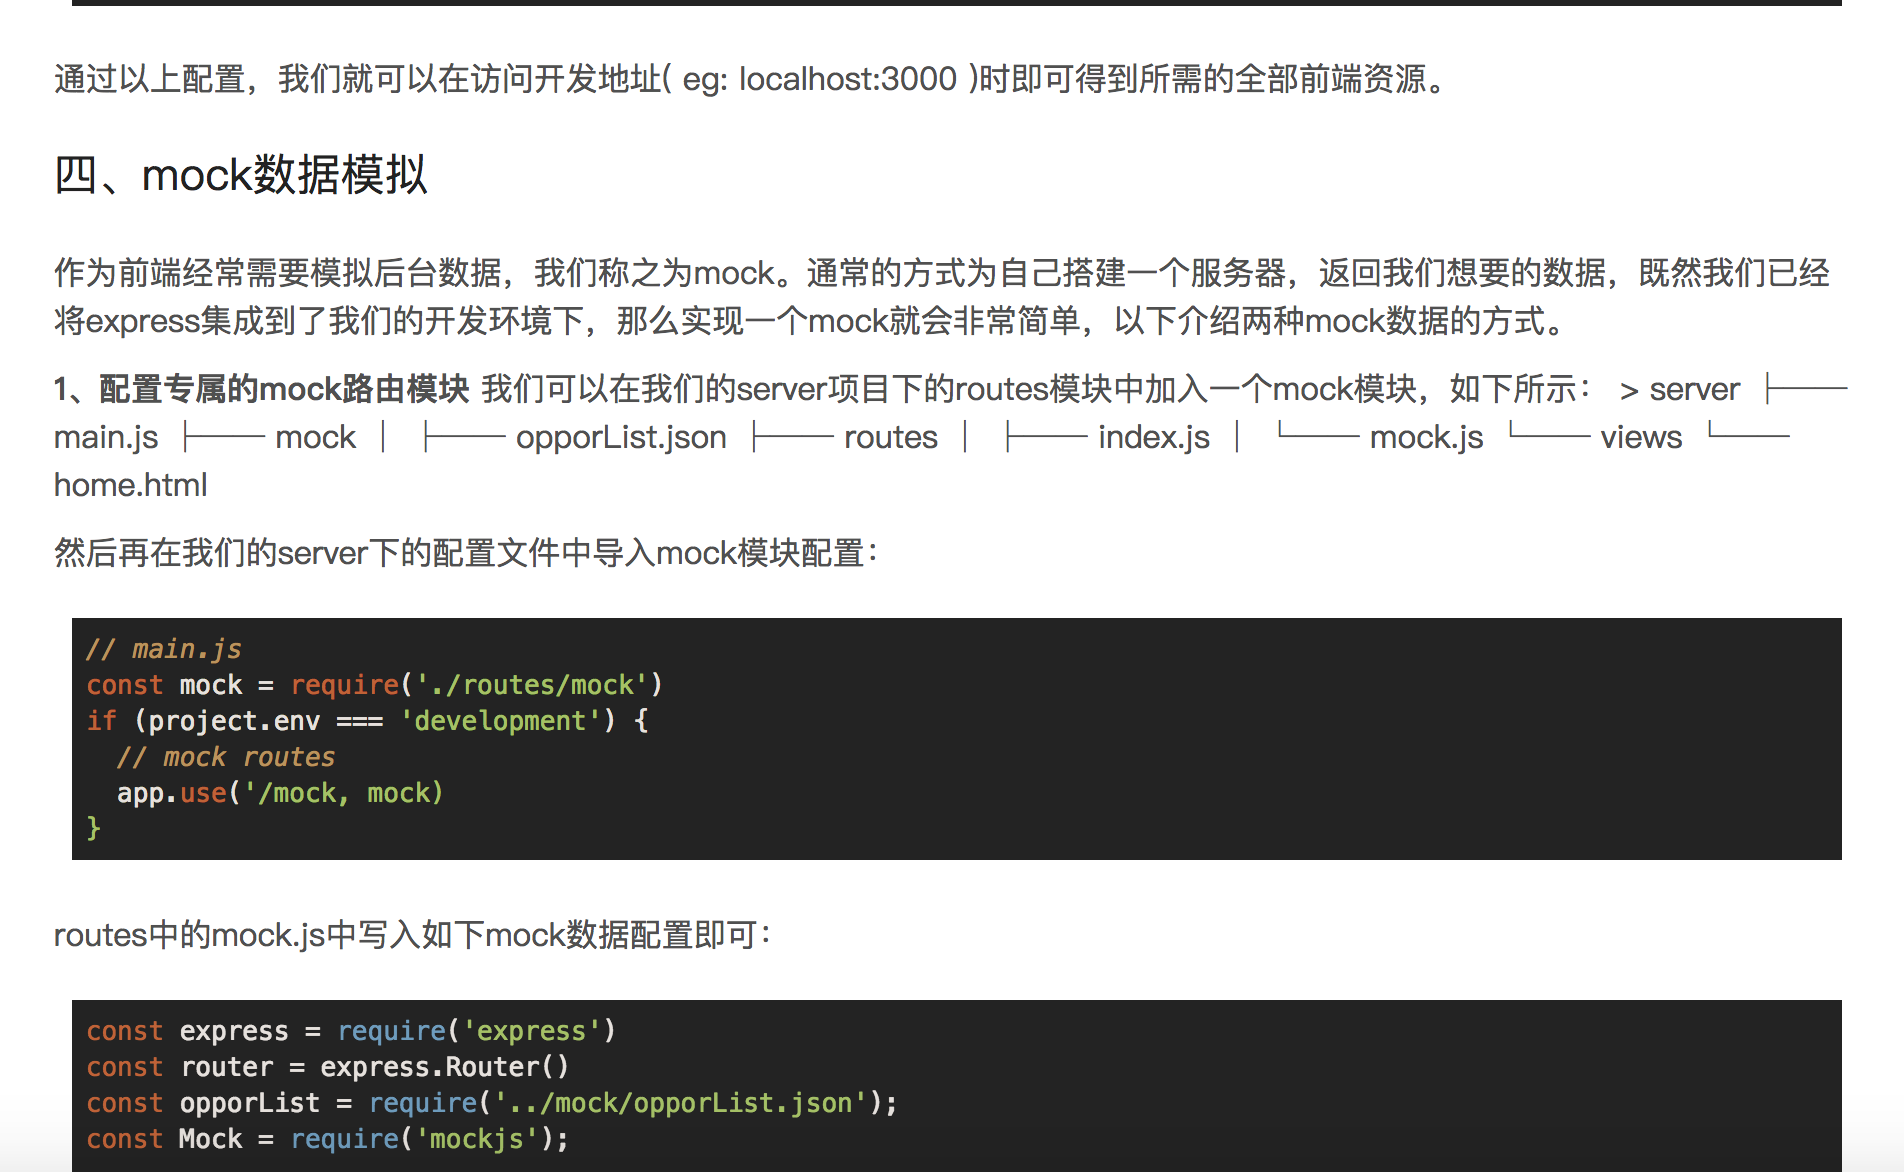 通过以上配置，我们就可以在访问开发地址( eg: localhost:3000 )时即可得到所需的全部前端资源。
四、mock数据模拟
作为前端经常需要模拟后台数据，我们称之为mock。通常的方式为自己搭建一个服务器，返回我们想要的数据，既然我们已经
将express集成到了我们的开发环境下，那么实现一个mock就会非常简单，以下介绍两种mock数据的方式。
1、配置专属的mock路由模块 我们可以在我们的server项目下的routes模块中加入一个mock模块，如下所示： > server ├──
main.js ├── mock │ ├── opporList.json ├── routes │ ├── index.js │ └── mock.js └── views └──
home.html
然后再在我们的server下的配置文件中导入mock模块配置：
// main.js
const mock = require('./routes/mock')
if (project.env === 'development') {
  // mock routes
  app.use('/mock, mock)
}
routes中的mock.js中写入如下mock数据配置即可：
const express = require('express')
const router = express.Router()
const opporList = require('../mock/opporList.json');
const Mock = require('mockjs');